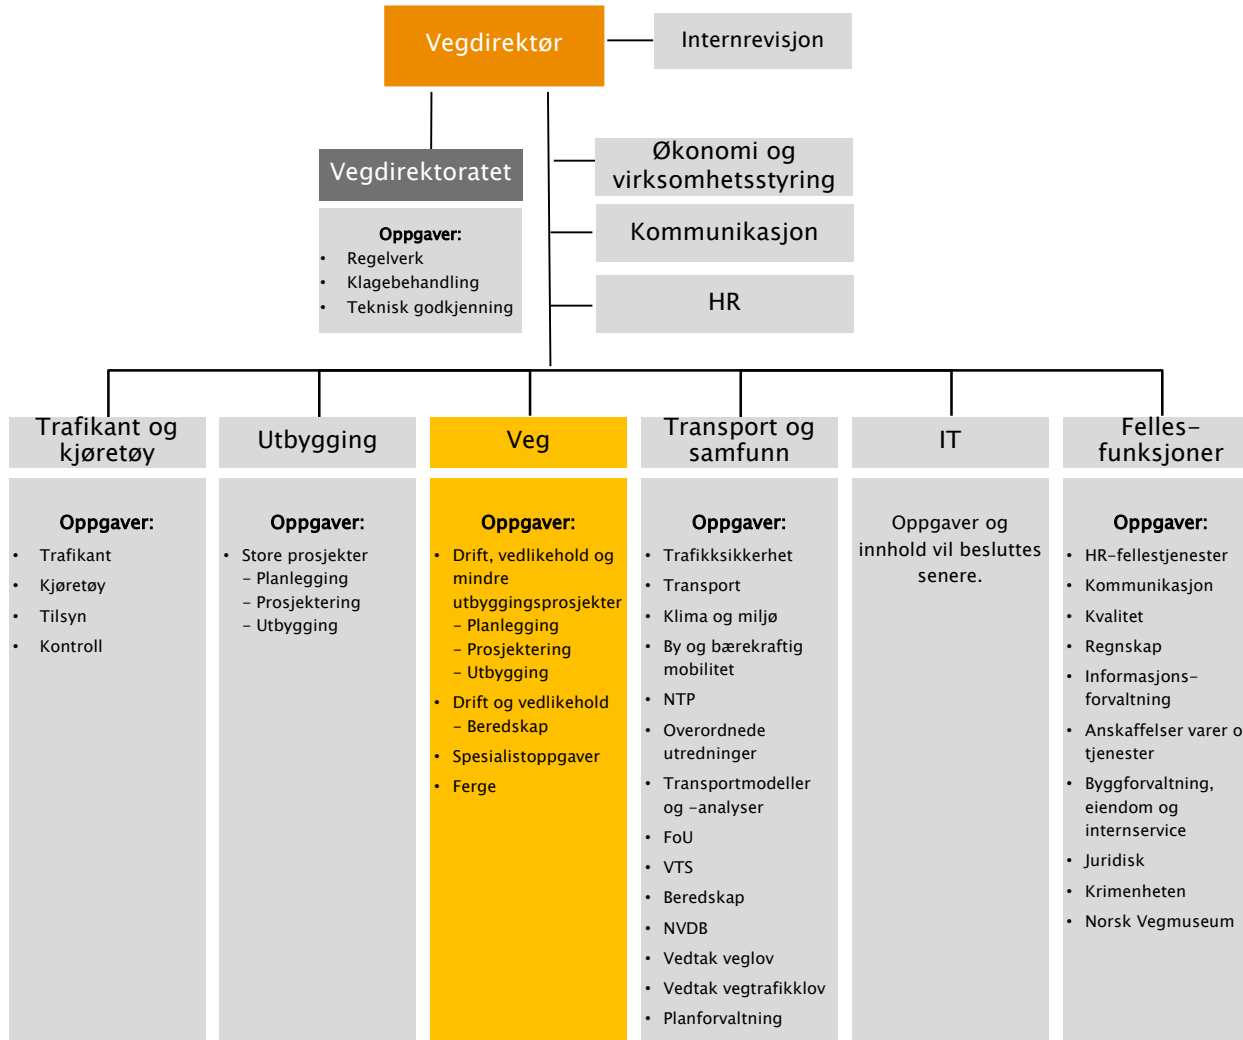 Vegdirektør
Internrevisjon
Vegdirektoratet
Oppgaver:
• Regelverk
• Klagebehandling
• Teknisk godkjenning
Økonomi og
virksomhetsstyring
Kommunikasjon
HR
Trafikant og
kjøretøy
Oppgaver:
• Trafikant
• Kjøretøy
• Tilsyn
• Kontroll
Utbygging
Oppgaver:
• Store prosjekter
– Planlegging
– Prosjektering
– Utbygging
Veg
Oppgaver:
• Drift, vedlikehold og
mindre
utbyggingsprosjekter
– Planlegging
– Prosjektering
– Utbygging
• Drift og vedlikehold
– Beredskap
• Spesialistoppgaver
• Ferge
Transport og
samfunn
Oppgaver:
• Trafikksikkerhet
• Transport
• Klima og miljø
• By og bærekraftig
mobilitet
• NTP
• Overordnede
utredninger
• Transportmodeller
og –analyser
• FoU
• VTS
• Beredskap
• NVDB
• Vedtak veglov
• Vedtak vegtrafikklov
• Planforvaltning
IT
Oppgaver og
innhold vil besluttes
senere.
Felles–
funksjoner
Oppgaver:
• HR–fellestjenester
• Kommunikasjon
• Kvalitet
• Regnskap
• Informasjons–
forvaltning
• Anskaffelser varer o
tjenester
• Byggforvaltning,
eiendom og
internservice
• Juridisk
• Krimenheten
• Norsk Vegmuseum